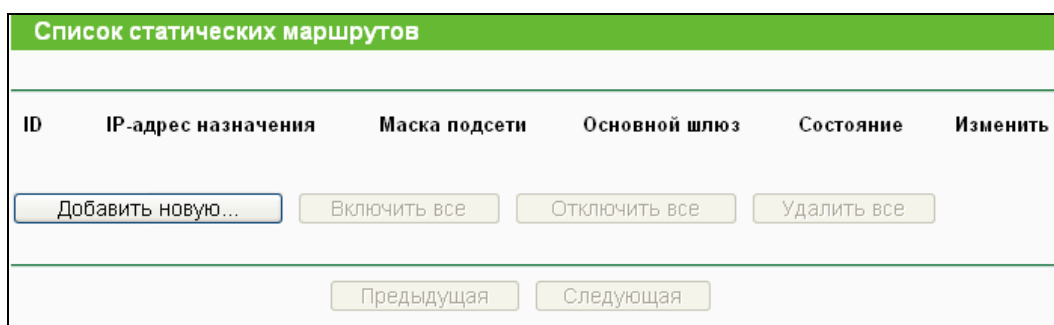 Список статических маршрутов
ID IP-адрес назначения Маска подсети Основной шлюз Состояние Изменить
Добавить новую... Включить все Отключить все Удалить все
Предыдущая Следующая